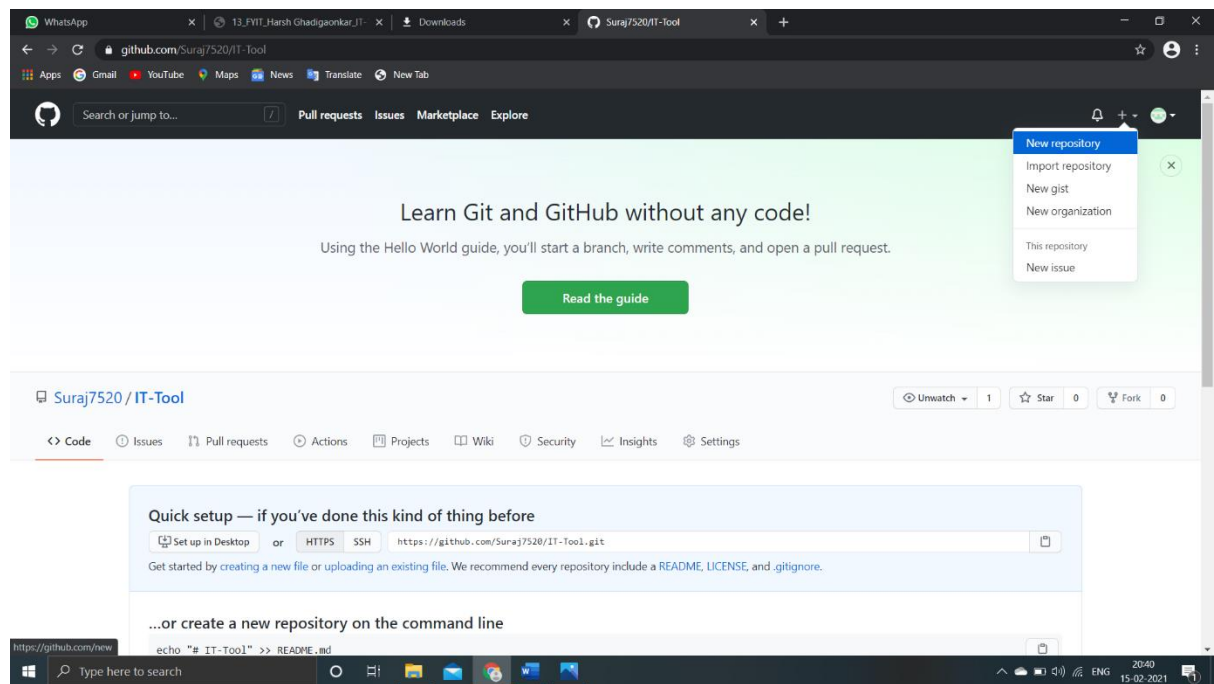 WhatsApp
13_FYIT_Harsh Ghadigaonkar_IT-
Downloads
Suraj7520/IT-Tool
github.com/Suraj7520/IT-Tool
Apps Gmail YouTube Maps News Translate New Tab
Search or jump to... / Pull requests Issues Marketplace Explore
New repository
Import repository
New gist
New organization
This repository
New issue
Learn Git and GitHub without any code!
Using the Hello World guide, you'll start a branch, write comments, and open a pull request.
Read the guide
Suraj7520 / IT-Tool
Unwatch 1 Star 0 Fork 0
Code Issues Pull requests Actions Projects Wiki Security Insights Settings
Quick setup — if you've done this kind of thing before
Set up in Desktop or HTTPS SSH https://github.com/Suraj7520/IT-Tool.git
Get started by creating a new file or uploading an existing file. We recommend every repository include a README, LICENSE, and .gitignore.
...or create a new repository on the command line
echo "# IT-Tool" >> README.md
https://github.com/new
Type here to search
ENG
20:40
15-02-2021